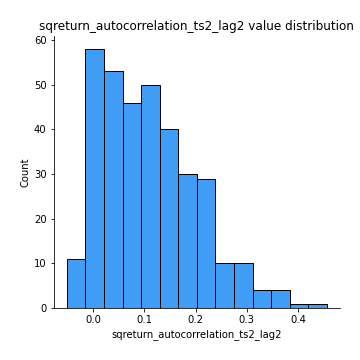 sqreturn_autocorrelation_ts2_lag2 value distribution
60
50
40
30
20
10
0
Count
0.0 0.1 0.2 0.3 0.4
sqreturn_autocorrelation_ts2_lag2